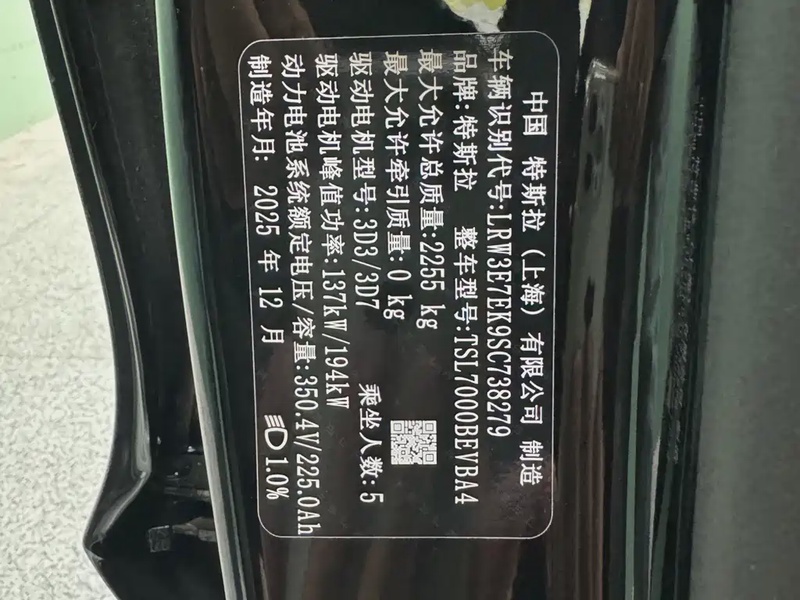 中国 特斯拉（上海）有限公司 制造
车辆识别代号:LRW3E7EK9SC738279
品牌:特斯拉 整车型号:TSL7000BEVBA4
最大允许总质量:2255 kg
最大允许牵引质量:0 kg
驱动电机型号:3D3/3D7 乘坐人数:5
驱动电机峰值功率:137kW/194kW
动力电池系统额定电压/容量:350.4V/225.0Ah
制造年月: 2025 年 12 月 1.0%